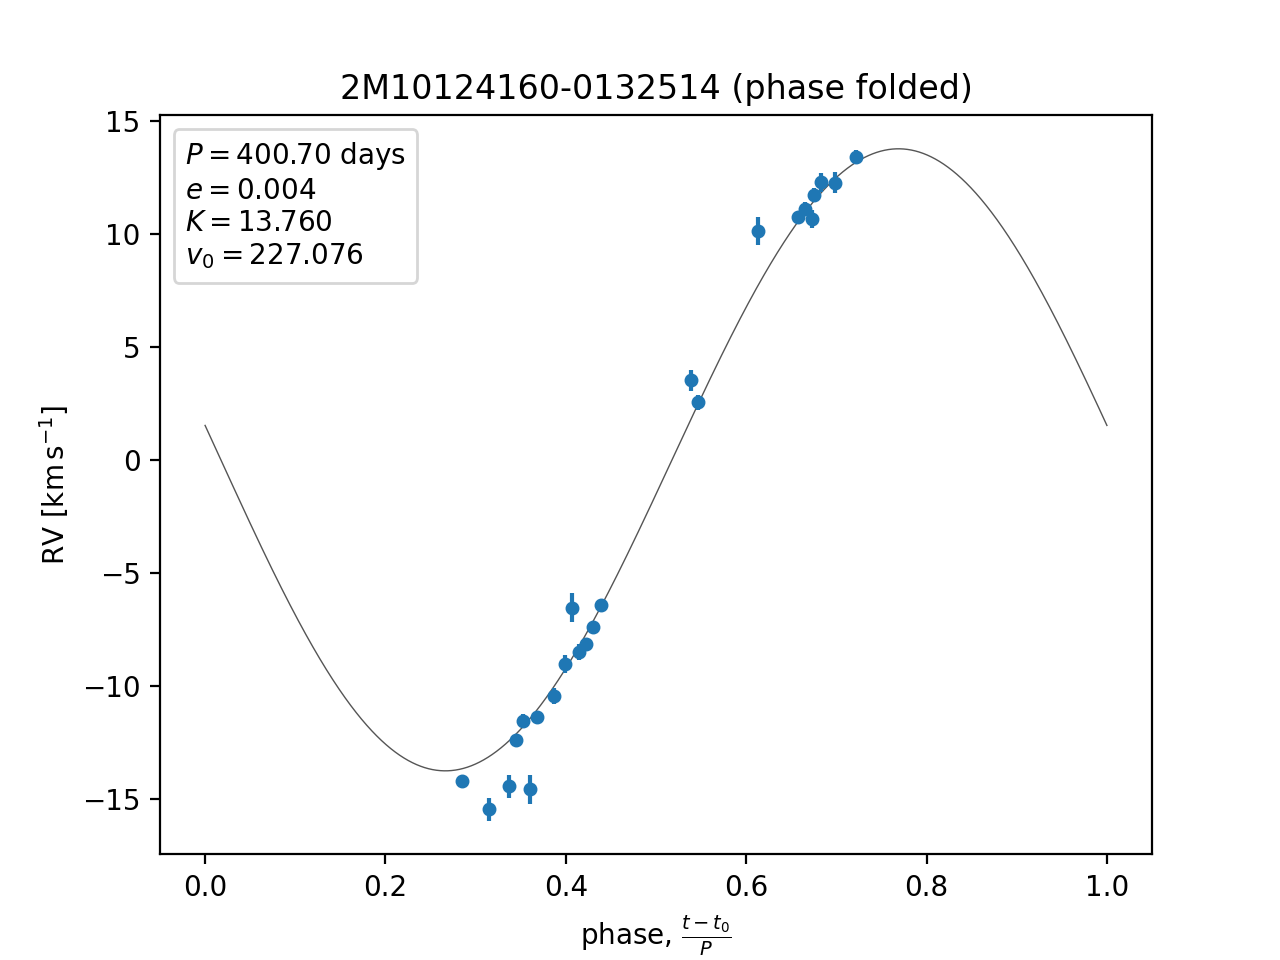 2M10124160-0132514 (phase folded)
P = 400.70 days
e = 0.004
K = 13.760
v₀ = 227.076
15
10
5
0
−5
−10
−15
RV [km s⁻¹]
0.0 0.2 0.4 0.6 0.8 1.0
phase, (t − t₀)/P